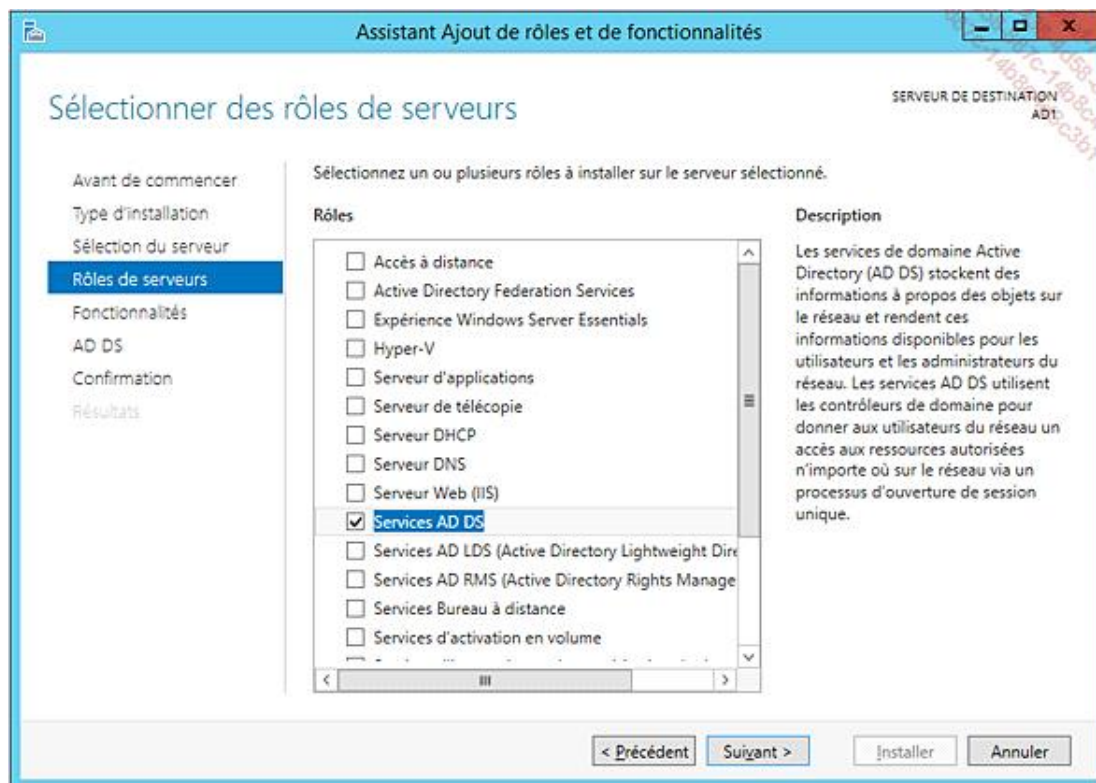 Assistant Ajout de rôles et de fonctionnalités
Sélectionner des rôles de serveurs
SERVEUR DE DESTINATION
AD1
Avant de commencer
Type d'installation
Sélection du serveur
Rôles de serveurs
Fonctionnalités
AD DS
Confirmation
Résultats
Sélectionnez un ou plusieurs rôles à installer sur le serveur sélectionné.
Rôles
Accès à distance
Active Directory Federation Services
Expérience Windows Server Essentials
Hyper-V
Serveur d'applications
Serveur de télécopie
Serveur DHCP
Serveur DNS
Serveur Web (IIS)
Services AD DS
Services AD LDS (Active Directory Lightweight Dire
Services AD RMS (Active Directory Rights Manage
Services Bureau à distance
Services d'activation en volume
Description
Les services de domaine Active
Directory (AD DS) stockent des
informations à propos des objets sur
le réseau et rendent ces
informations disponibles pour les
utilisateurs et les administrateurs du
réseau. Les services AD DS utilisent
les contrôleurs de domaine pour
donner aux utilisateurs du réseau un
accès aux ressources autorisées
n'importe où sur le réseau via un
processus d'ouverture de session
unique.
< Précédent
Suivant >
Installer
Annuler